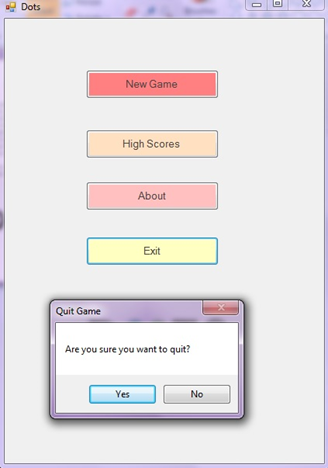 Dots
New Game
High Scores
About
Exit
Quit Game
Are you sure you want to quit?
Yes
No